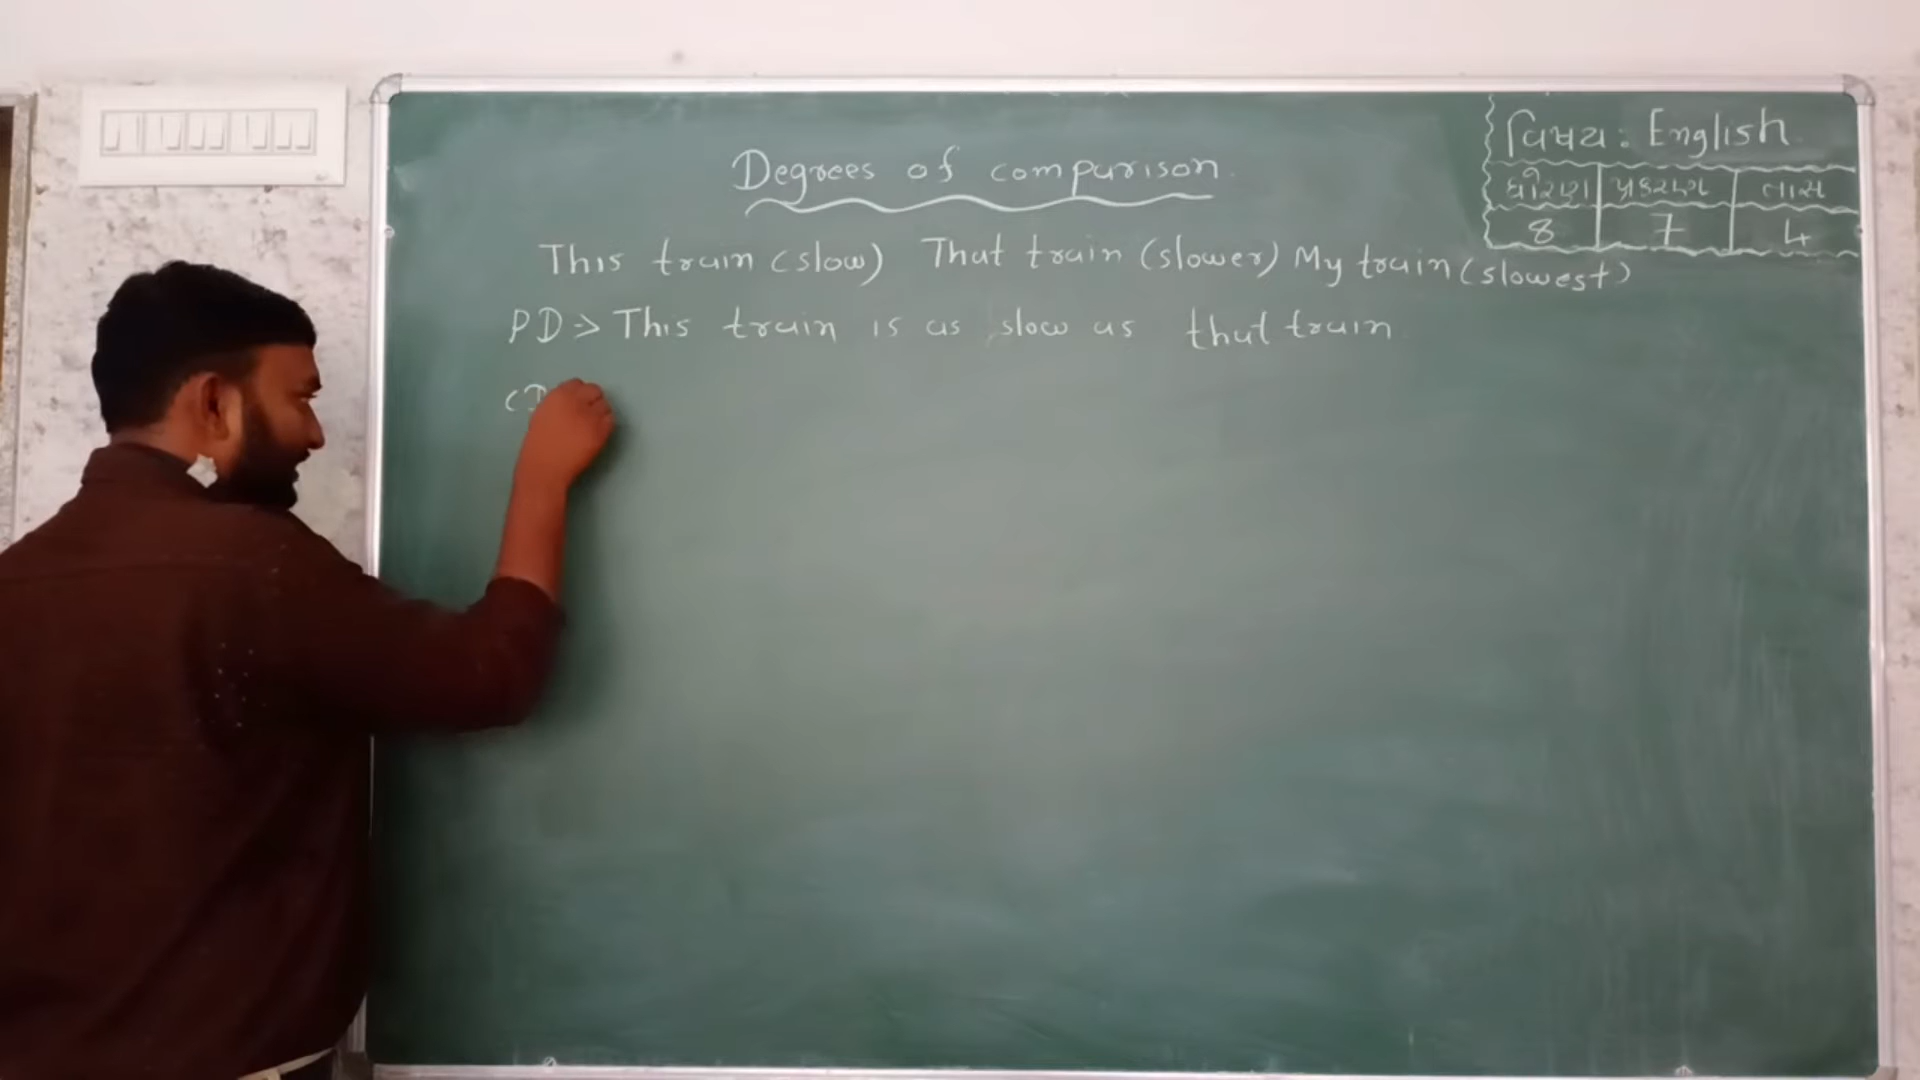 Degrees of comparison
વિષય: English
ધોરણ પ્રકરણ તાસ
8 7 4
This train (slow) That train (slower) My train (slowest)
PD => This train is as slow as that train
CD